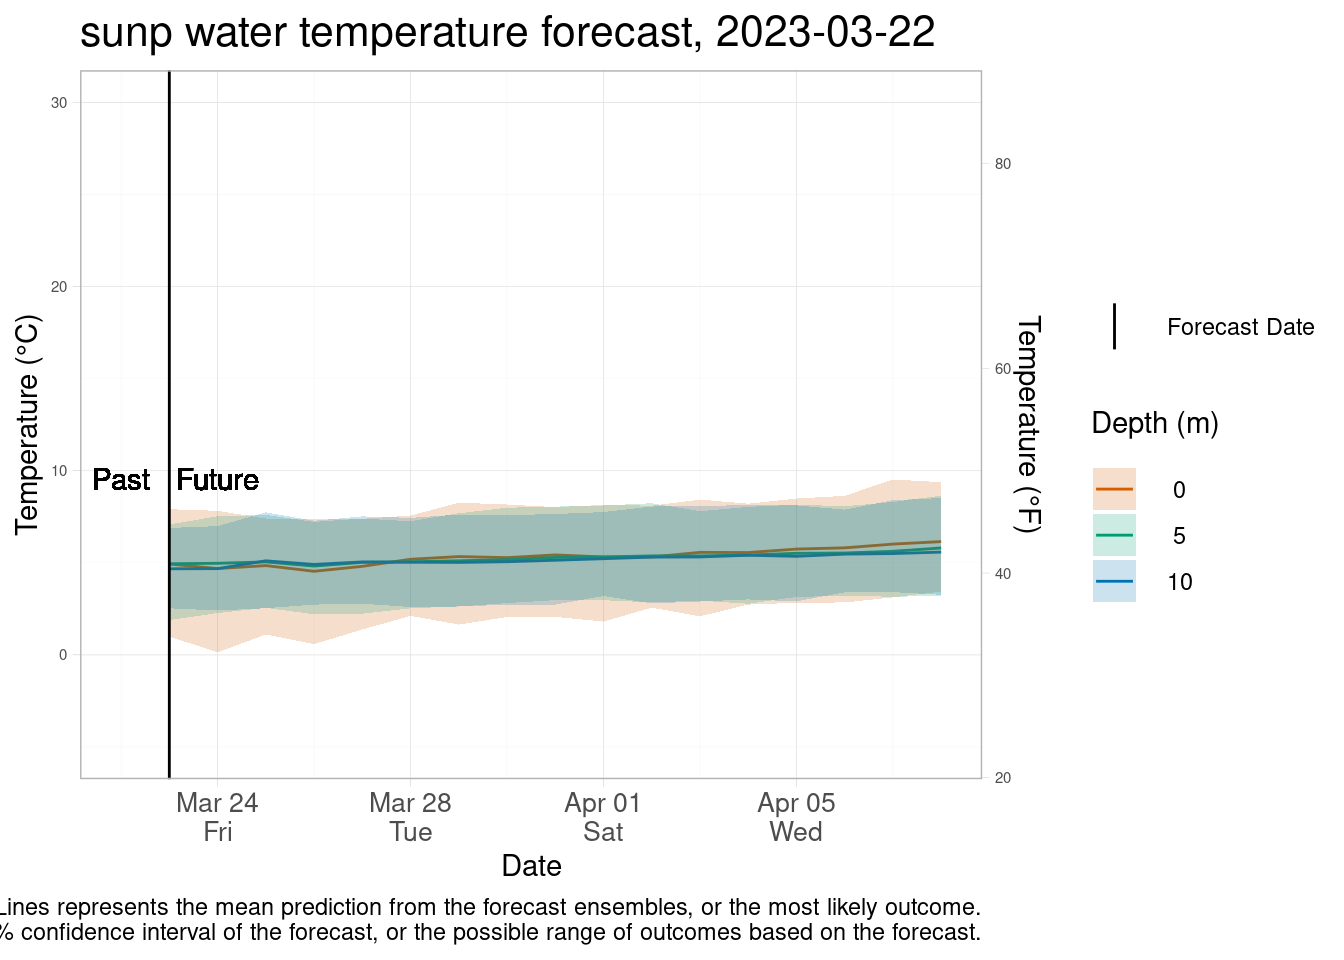 sunp water temperature forecast, 2023-03-22
30
20
10
0
Temperature (°C)
80
60
40
20
Temperature (°F)
Past
Future
Mar 24
Fri
Mar 28
Tue
Apr 01
Sat
Apr 05
Wed
Date
Forecast Date
Depth (m)
0
5
10
Lines represents the mean prediction from the forecast ensembles, or the most likely outcome.
% confidence interval of the forecast, or the possible range of outcomes based on the forecast.